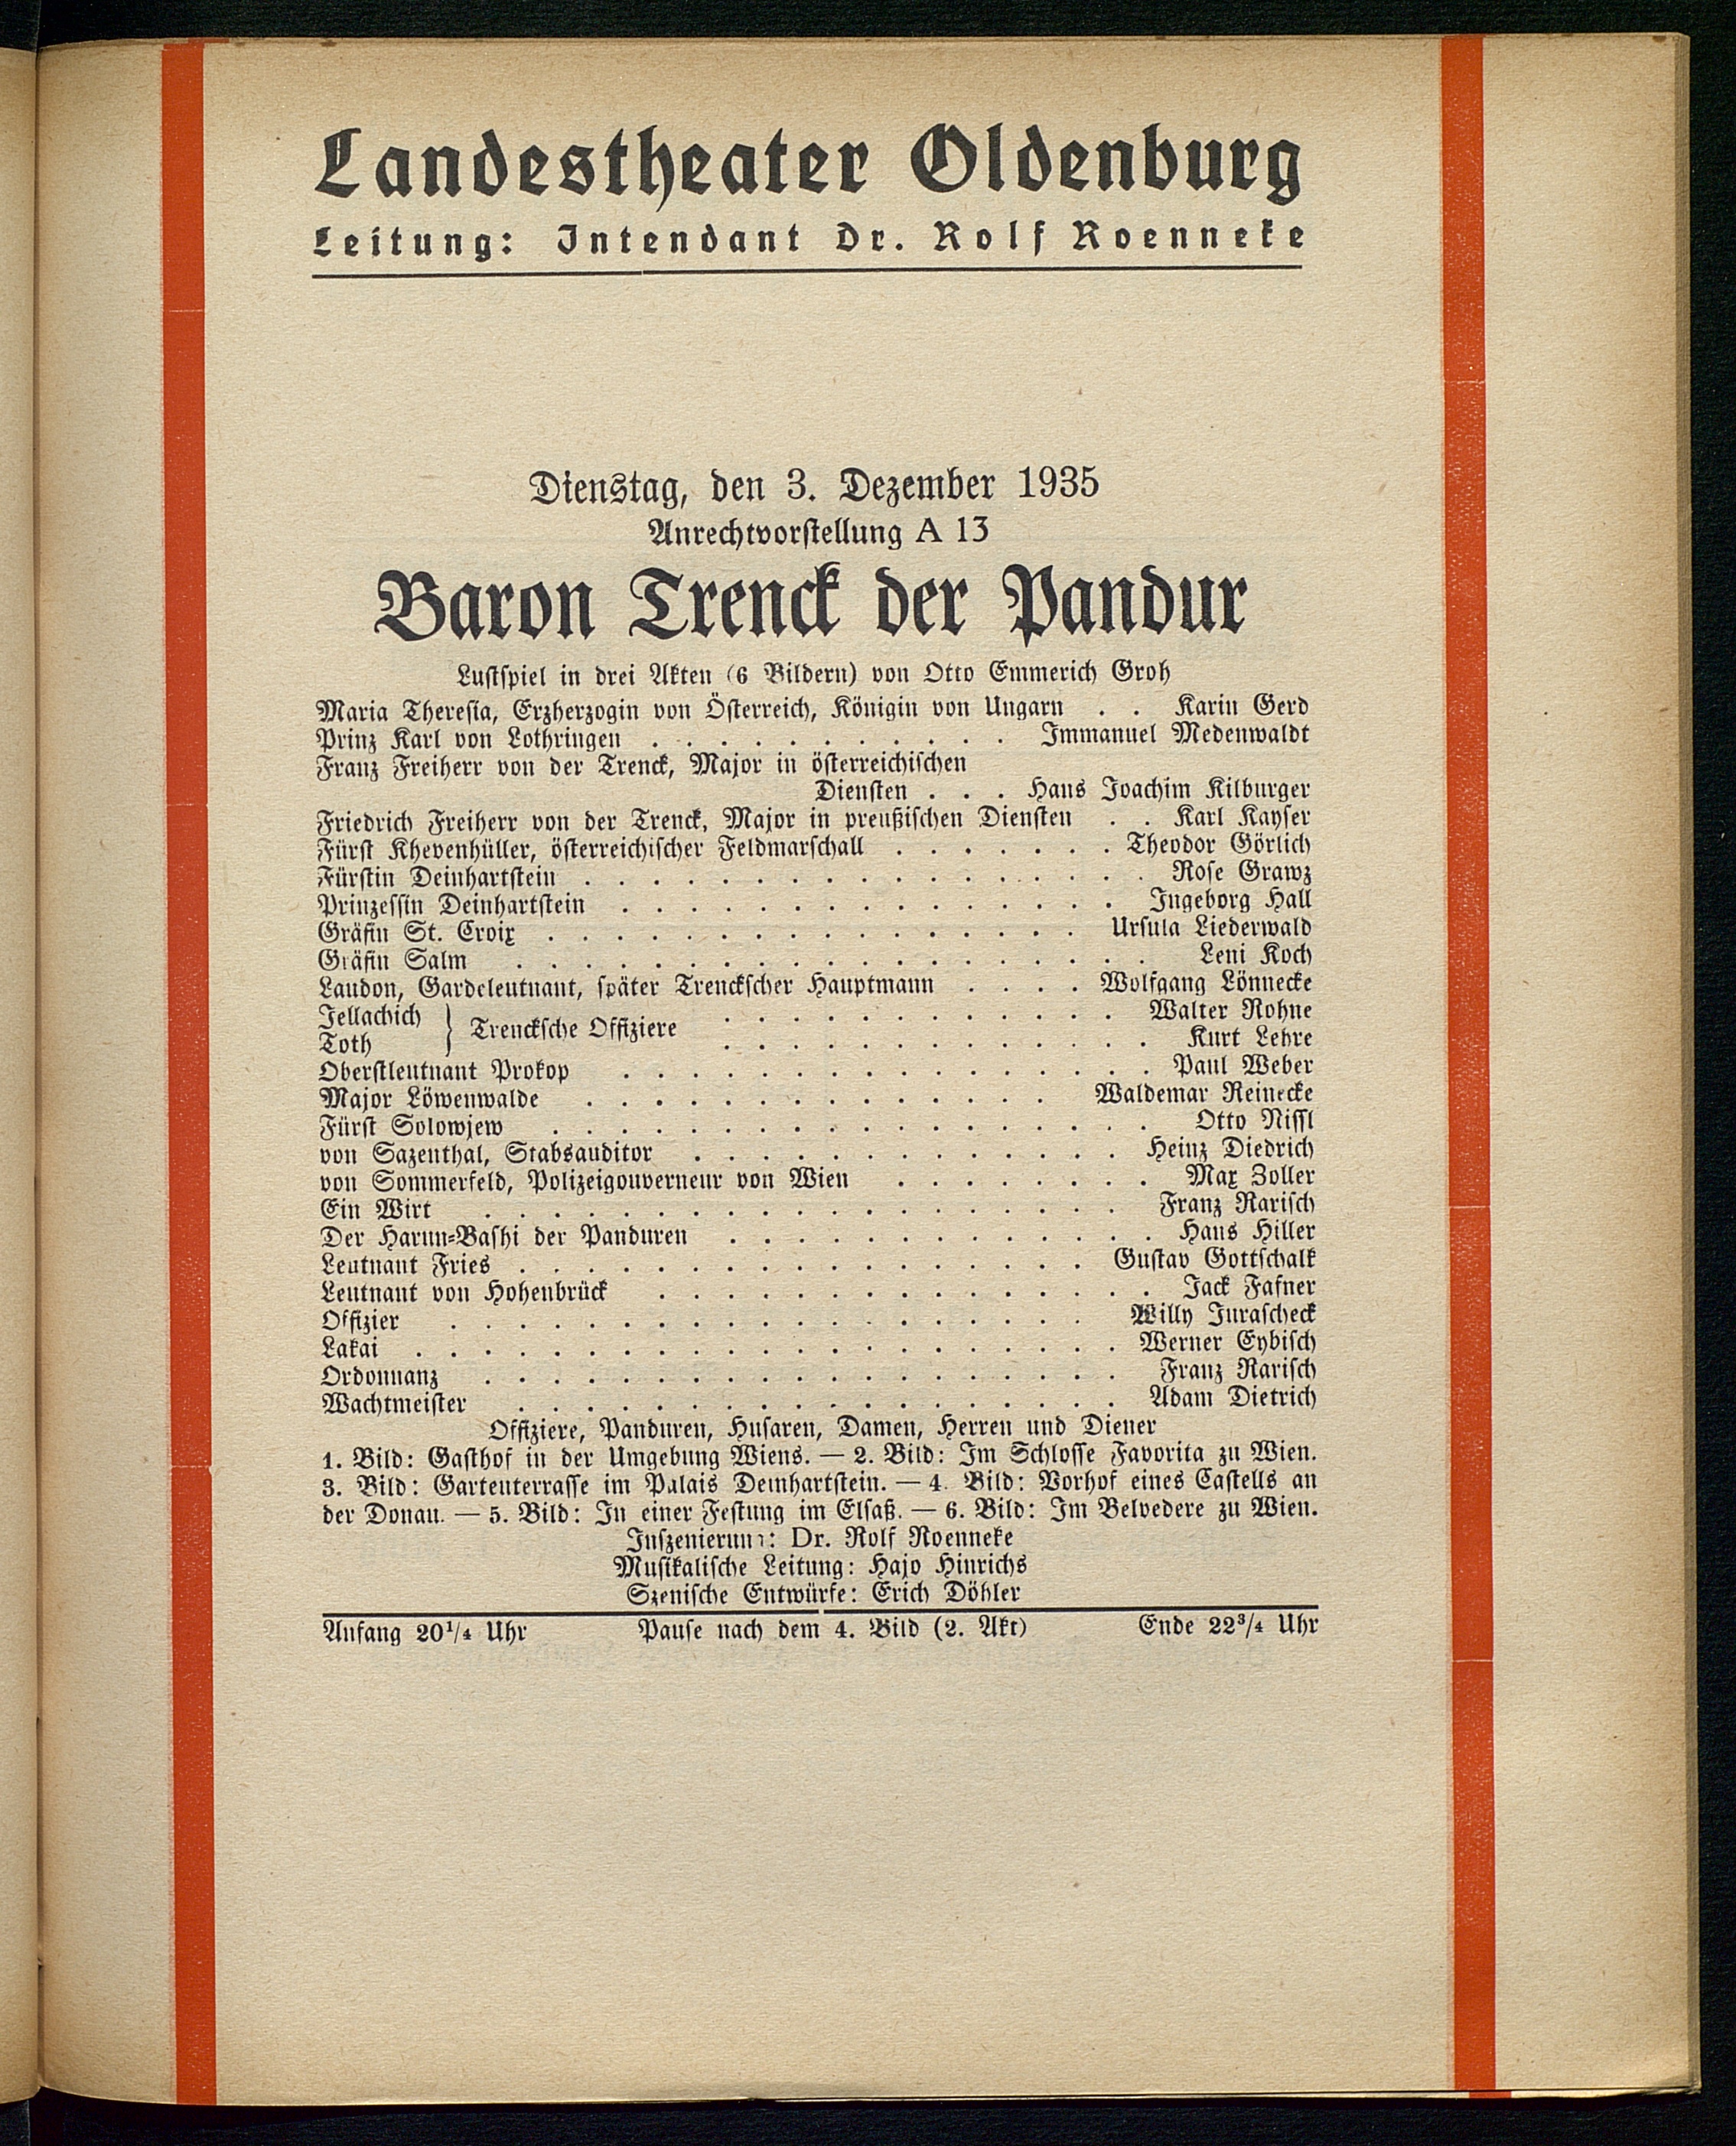 Landestheater Oldenburg
Leitung: Intendant Dr. Rolf Roenneke
Dienstag, den 3. Dezember 1935
Anrechtvorstellung A 13
Baron Trenck der Pandur
Lustspiel in drei Akten (6 Bildern) von Otto Emmerich Groh
Maria Theresia, Erzherzogin von Österreich, Königin von Ungarn . . Karin Gerd
Prinz Karl von Lothringen . . . . . . . . . . . Immanuel Medenwaldt
Franz Freiherr von der Trenck, Major in österreichischen
Diensten . . . Hans Joachim Kilburger
Friedrich Freiherr von der Trenck, Major in preußischen Diensten . . Karl Kayser
Fürst Khevenhüller, österreichischer Feldmarschall . . . . . . . Theodor Görlich
Fürstin Deinhartstein . . . . . . . . . . . . . . . . . Rose Grawz
Prinzessin Deinhartstein . . . . . . . . . . . . . . . Ingeborg Hall
Gräfin St. Croix . . . . . . . . . . . . . . . . Ursula Liederwald
Gräfin Salm . . . . . . . . . . . . . . . . . . . Leni Koch
Laudon, Gardeleutnant, später Trenckscher Hauptmann . . . . Wolfgang Lönnecke
Jellachich } Trencksche Offiziere . . . . . . . . . . . . Walter Rohne
Toth . . . . . . . . . . . . . Kurt Lehre
Oberstleutnant Prokop . . . . . . . . . . . . . . . . Paul Weber
Major Löwenwalde . . . . . . . . . . . . . . Waldemar Reinecke
Fürst Solowjew . . . . . . . . . . . . . . . . . . Otto Nissl
von Sazenthal, Stabsauditor . . . . . . . . . . . . . Heinz Diedrich
von Sommerfeld, Polizeigouverneur von Wien . . . . . . . . Max Zoller
Ein Wirt . . . . . . . . . . . . . . . . . . . Franz Rarisch
Der Harun-Bashi der Panduren . . . . . . . . . . . . . Hans Hiller
Leutnant Fries . . . . . . . . . . . . . . . . . Gustav Gottschalk
Leutnant von Hohenbrück . . . . . . . . . . . . . . . Jack Fafner
Offizier . . . . . . . . . . . . . . . . . . . Willy Jurascheck
Lakai . . . . . . . . . . . . . . . . . . . . . Werner Eybisch
Ordonnanz . . . . . . . . . . . . . . . . . . . Franz Rarisch
Wachtmeister . . . . . . . . . . . . . . . . . . Adam Dietrich
Offiziere, Panduren, Husaren, Damen, Herren und Diener
1. Bild: Gasthof in der Umgebung Wiens. — 2. Bild: Im Schlosse Favorita zu Wien.
3. Bild: Gartenterrasse im Palais Deinhartstein. — 4. Bild: Vorhof eines Castells an
der Donau. — 5. Bild: In einer Festung im Elsaß. — 6. Bild: Im Belvedere zu Wien.
Inszenierung: Dr. Rolf Roenneke
Musikalische Leitung: Hajo Hinrichs
Szenische Entwürfe: Erich Döhler
Anfang 20¼ Uhr Pause nach dem 4. Bild (2. Akt) Ende 22¾ Uhr